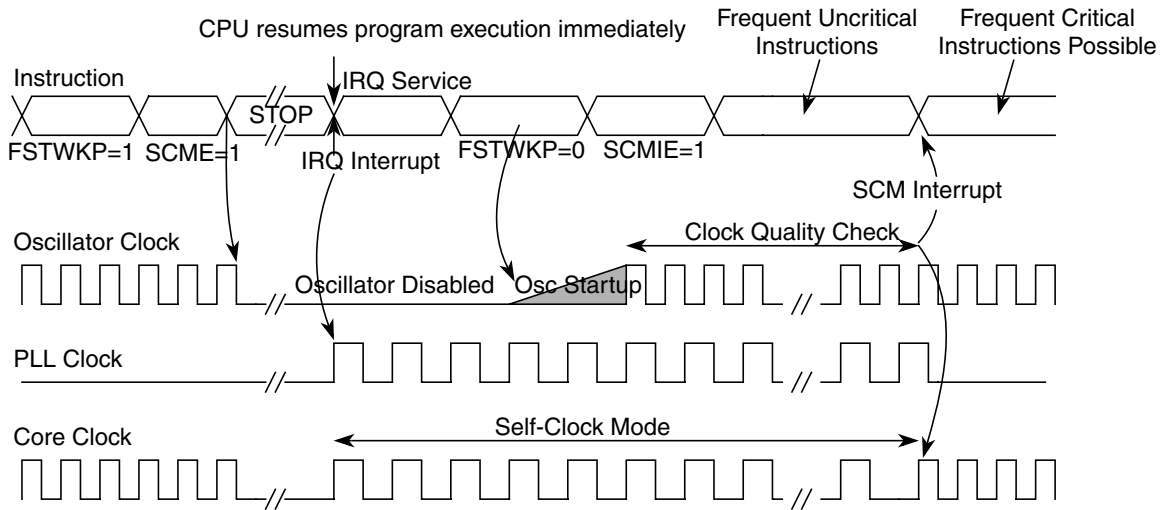 CPU resumes program execution immediately
Frequent Uncritical
Instructions
Frequent Critical
Instructions Possible
Instruction
STOP
IRQ Service
FSTWKP=1
SCME=1
IRQ Interrupt
FSTWKP=0
SCMIE=1
SCM Interrupt
Oscillator Clock
Clock Quality Check
Oscillator Disabled
Osc Startup
PLL Clock
Core Clock
Self-Clock Mode